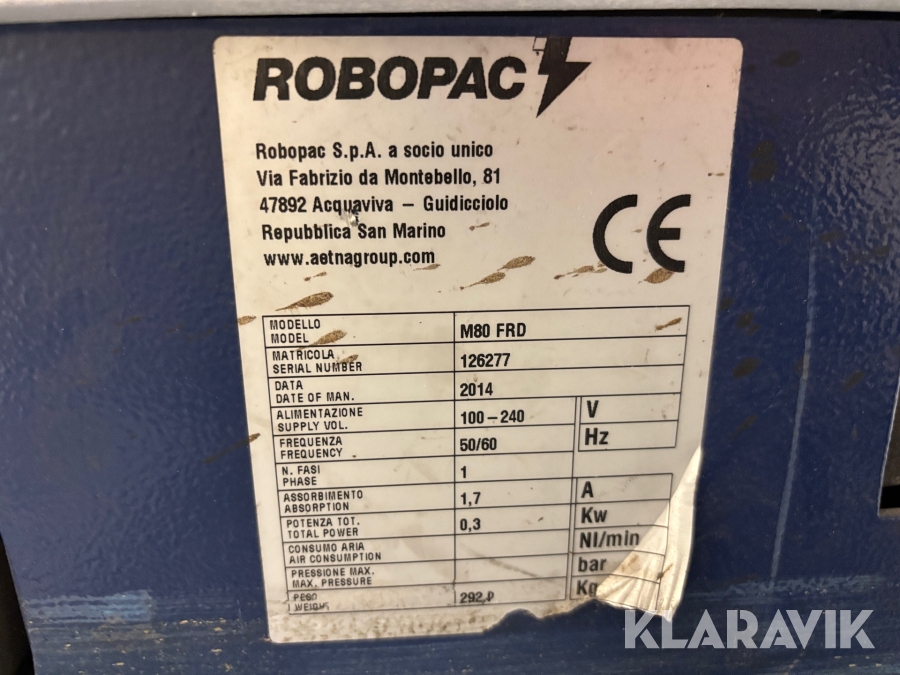 ROBOPAC
Robopac S.p.A. a socio unico
Via Fabrizio da Montebello, 81
47892 Acquaviva – Guidicciolo
Repubblica San Marino
www.aetnagroup.com
CE
MODELLO
MODEL
M80 FRD
MATRICOLA
SERIAL NUMBER
126277
DATA
DATE OF MAN.
2014
ALIMENTAZIONE
SUPPLY VOL.
100–240
V
FREQUENZA
FREQUENCY
50/60
Hz
N. FASI
PHASE
1
ASSORBIMENTO
ABSORPTION
1,7
A
POTENZA TOT.
TOTAL POWER
0,3
Kw
CONSUMO ARIA
AIR CONSUMPTION
Nl/min
PRESSIONE MAX.
MAX. PRESSURE
bar
PESO
WEIGHT
Kg
KLARAVIK